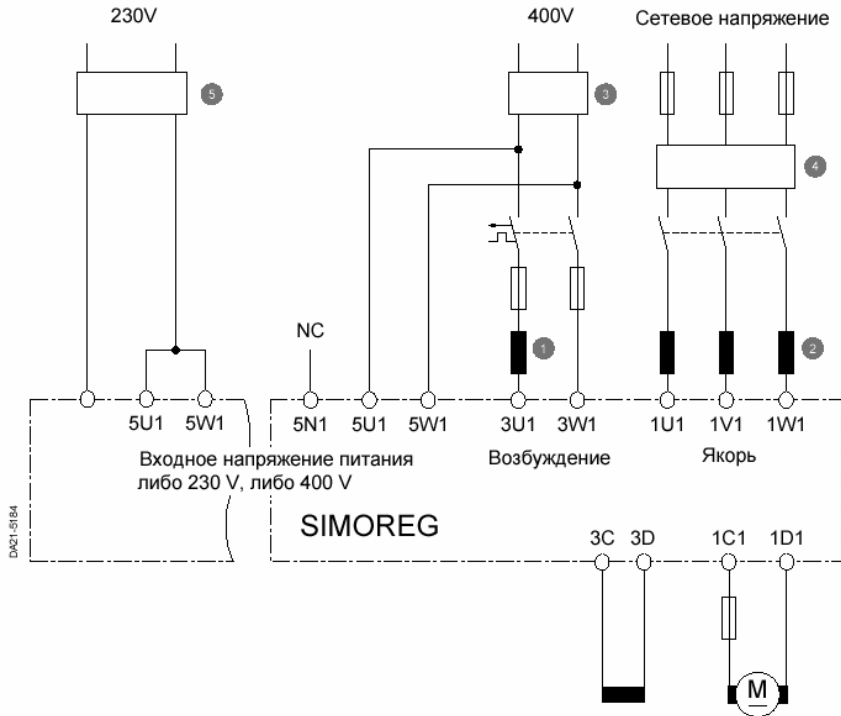 230V
400V
Сетевое напряжение
5
3
4
NC
1
2
5U1
5W1
5N1
5U1
5W1
3U1
3W1
1U1
1V1
1W1
Входное напряжение питания
либо 230 V, либо 400 V
Возбуждение
Якорь
SIMOREG
DA21-5184
3C
3D
1C1
1D1
M